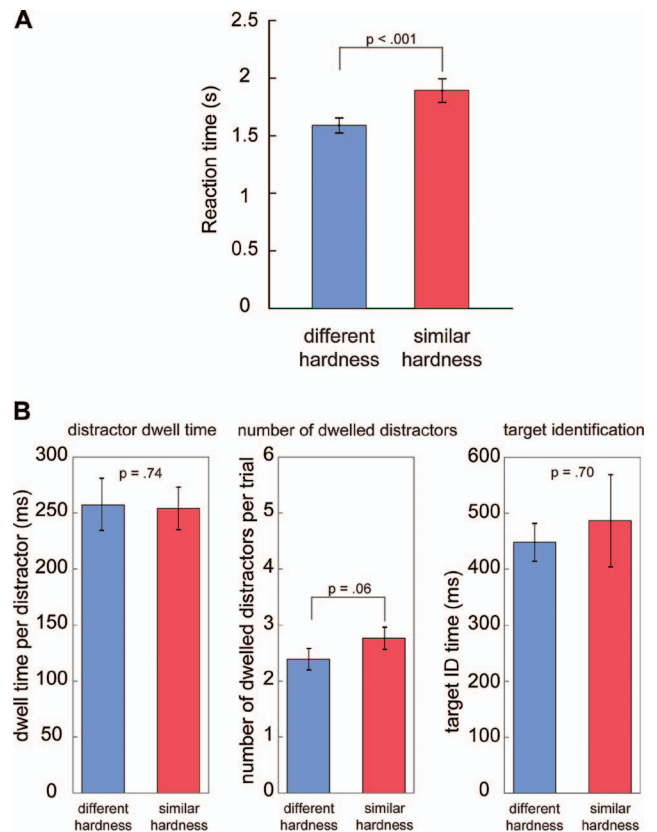 A
Reaction time (s)
2.5
2
1.5
1
0.5
0
p < .001
different
hardness
similar
hardness
B
distractor dwell time
number of dwelled distractors
target identification
dwell time per distractor (ms)
300
250
200
150
100
50
0
p = .74
different
hardness
similar
hardness
number of dwelled distractors per trial
6
5
4
3
2
1
0
p = .06
different
hardness
similar
hardness
target ID time (ms)
600
500
400
300
200
100
0
p = .70
different
hardness
similar
hardness